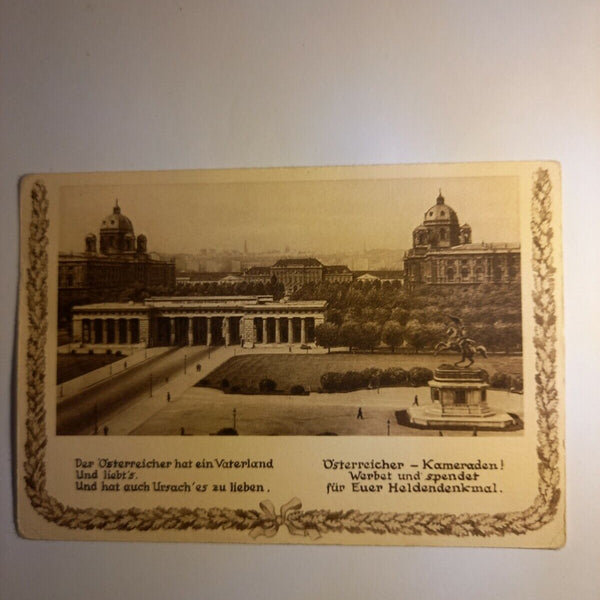 Der Österreicher hat ein Vaterland
Und liebt's.
Und hat auch Ursach' es zu lieben.
Österreicher – Kameraden!
Werbet und spendet
für Euer Heldendenkmal.